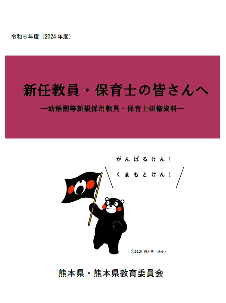 令和6年度（2024年度）
新任教員・保育士の皆さんへ
―幼稚園等新規採用教員・保育士研修資料―
がんばるけん！
くまもとけん！
熊本県・熊本県教育委員会